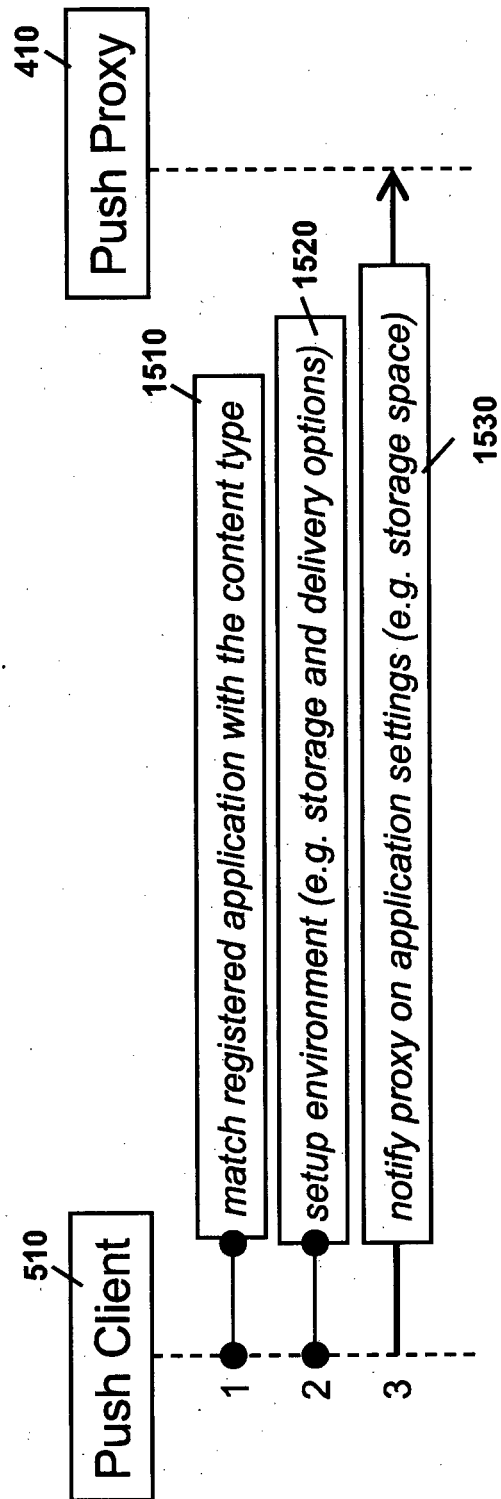 510
Push Client
410
Push Proxy
1510
1 match registered application with the content type
1520
2 setup environment (e.g. storage and delivery options)
3 notify proxy on application settings (e.g. storage space)
1530